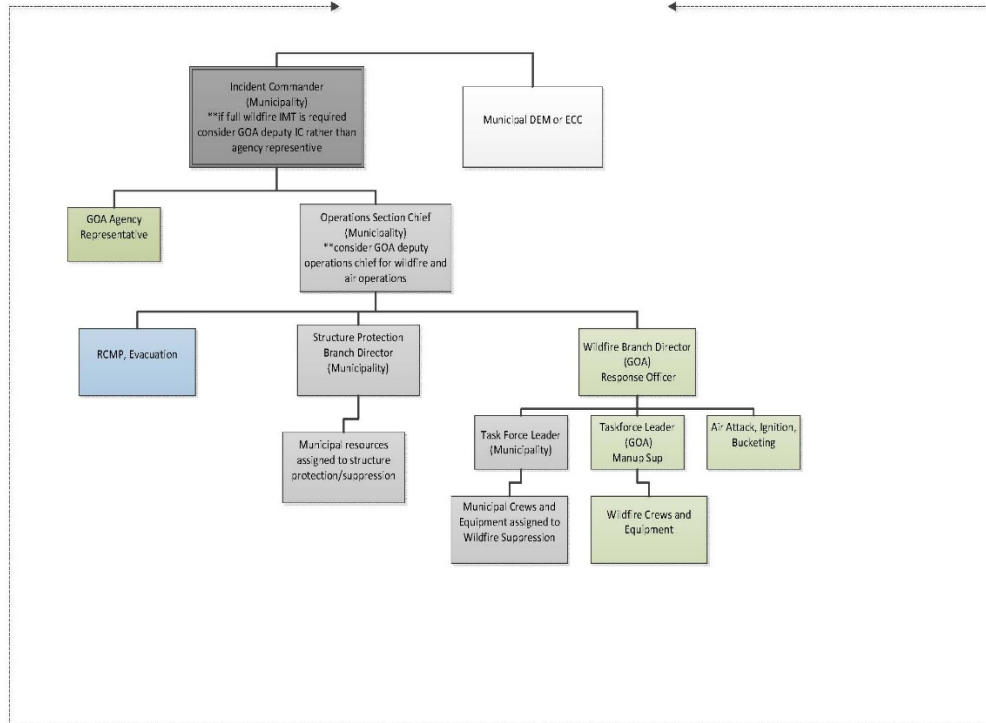 Incident Commander
(Municipality)
**if full wildfire IMT is required
consider GOA deputy IC rather than
agency representive
Municipal DEM or ECC
GOA Agency
Representative
Operations Section Chief
(Municipality)
**consider GOA deputy
operations chief for wildfire and
air operations
RCMP, Evacuation
Structure Protection
Branch Director
(Municipality)
Wildfire Branch Director
(GOA)
Response Officer
Municipal resources
assigned to structure
protection/suppression
Task Force Leader
(Municipality)
Taskforce Leader
(GOA)
Manup Sup
Air Attack, Ignition,
Bucketing
Municipal Crews and
Equipment assigned to
Wildfire Suppression
Wildfire Crews and
Equipment